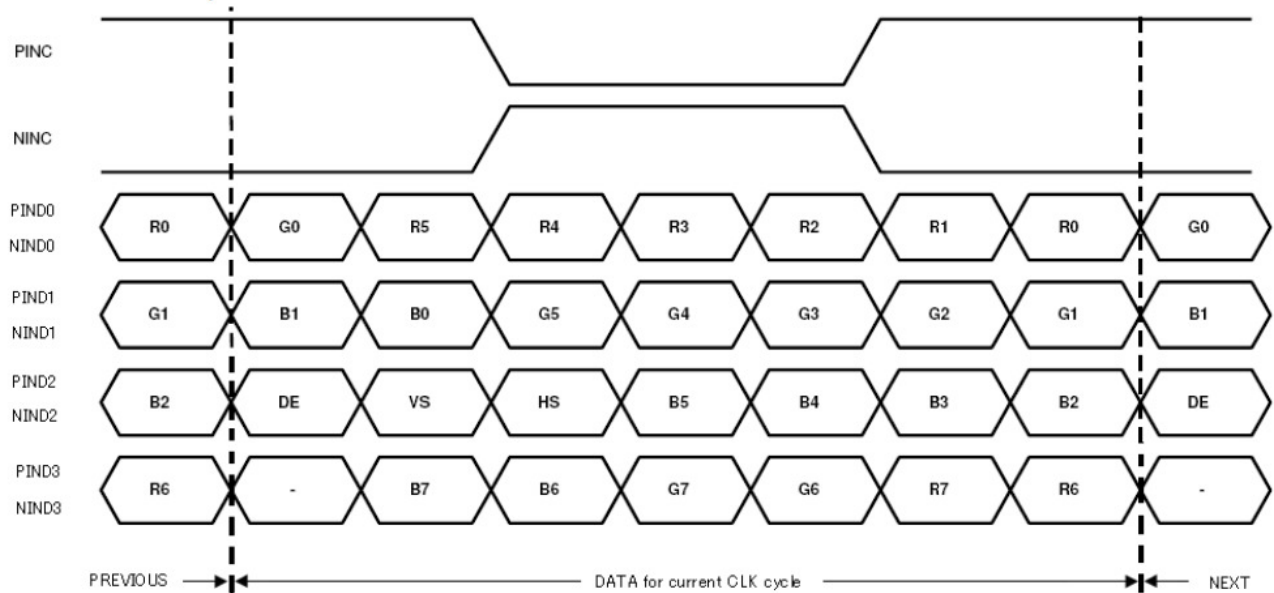 PINC
NINC
PIND0
R0 G0 R5 R4 R3 R2 R1 R0 G0
NIND0
PIND1
G1 B1 B0 G5 G4 G3 G2 G1 B1
NIND1
PIND2
B2 DE VS HS B5 B4 B3 B2 DE
NIND2
PIND3
R6 - B7 B6 G7 G6 R7 R6 -
NIND3
PREVIOUS DATA for current CLK cycle NEXT